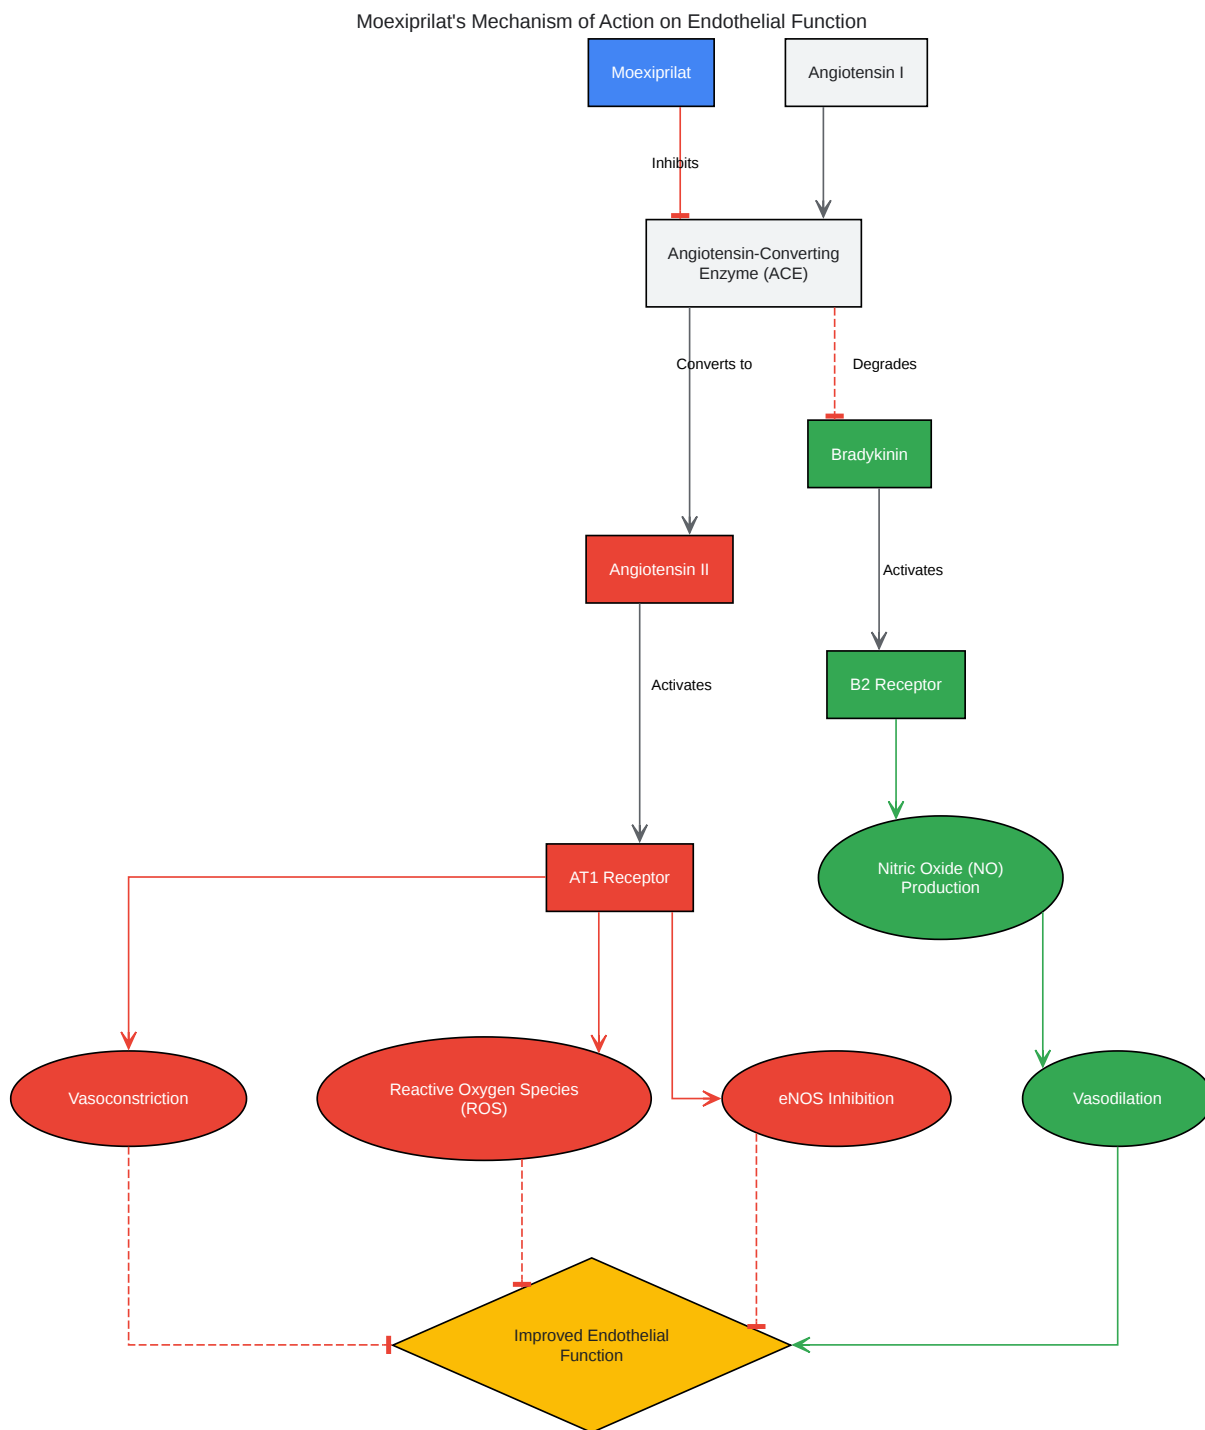 Moexiprilat's Mechanism of Action on Endothelial Function
Moexiprilat
Angiotensin I
Inhibits
Angiotensin-Converting
Enzyme (ACE)
Converts to
Degrades
Bradykinin
Angiotensin II
Activates
Activates
B2 Receptor
AT1 Receptor
Nitric Oxide (NO)
Production
Vasoconstriction
Reactive Oxygen Species
(ROS)
eNOS Inhibition
Vasodilation
Improved Endothelial
Function